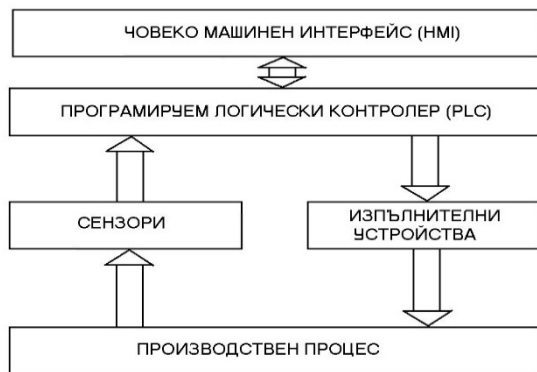 ЧОВЕКО МАШИНЕН ИНТЕРФЕЙС (HMI)
ПРОГРАМИРУЕМ ЛОГИЧЕСКИ КОНТРОЛЕР (PLC)
СЕНЗОРИ
ИЗПЪЛНИТЕЛНИ
УСТРОЙСТВА
ПРОИЗВОДСТВЕН ПРОЦЕС